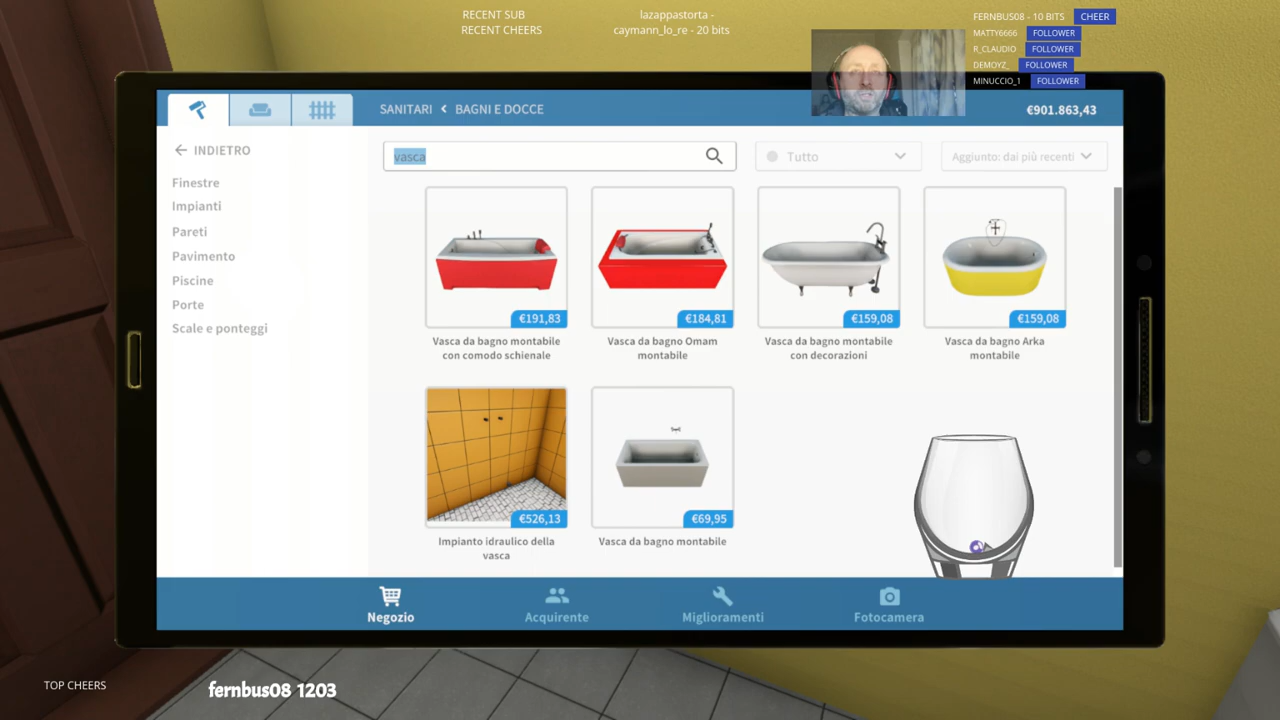 RECENT SUB
lazappastorta -
RECENT CHEERS
caymann_lo_re - 20 bits
FERNBUS08 - 10 BITS CHEER
MATTY6666 FOLLOWER
R_CLAUDIO FOLLOWER
DEMOYZ_ FOLLOWER
MINUCCIO_1 FOLLOWER
SANITARI < BAGNI E DOCCE
€901.863,43
INDIETRO
Finestre
Impianti
Pareti
Pavimento
Piscine
Porte
Scale e ponteggi
vasca
Tutto
Aggiunto: dai più recenti
€191,83
Vasca da bagno montabile
con comodo schienale
€184,81
Vasca da bagno Omam
montabile
€159,08
Vasca da bagno montabile
con decorazioni
€159,08
Vasca da bagno Arka
montabile
€526,13
Impianto idraulico della
vasca
€69,95
Vasca da bagno montabile
Negozio
Acquirente
Miglioramenti
Fotocamera
TOP CHEERS
fernbus08 1203